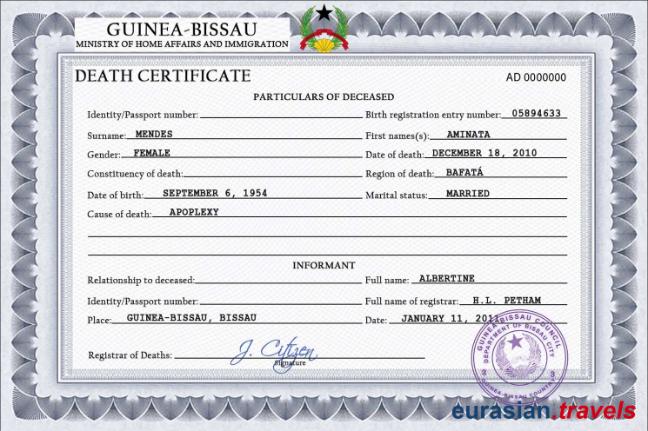 GUINEA-BISSAU
MINISTRY OF HOME AFFAIRS AND IMMIGRATION
DEATH CERTIFICATE
AD 0000000
PARTICULARS OF DECEASED
Identity/Passport number: Birth registration entry number: 05894633
Surname: MENDES First names(s): AMINATA
Gender: FEMALE Date of death: DECEMBER 18, 2010
Constituency of death: Region of death: BAFATÁ
Date of birth: SEPTEMBER 6, 1954 Marital status: MARRIED
Cause of death: APOPLEXY
INFORMANT
Relationship to deceased: Full name: ALBERTINE
Identity/Passport number: Full name of registrar: H.L. PETHAM
Place: GUINEA-BISSAU, BISSAU Date: JANUARY 11, 2011
Registrar of Deaths: J. Citizen
Signature
GUINEA-BISSAU COUNCIL
DEPARTMENT OF BISSAU CITY
GUINEA-BISSAU COUNTRY
eurasian.travels